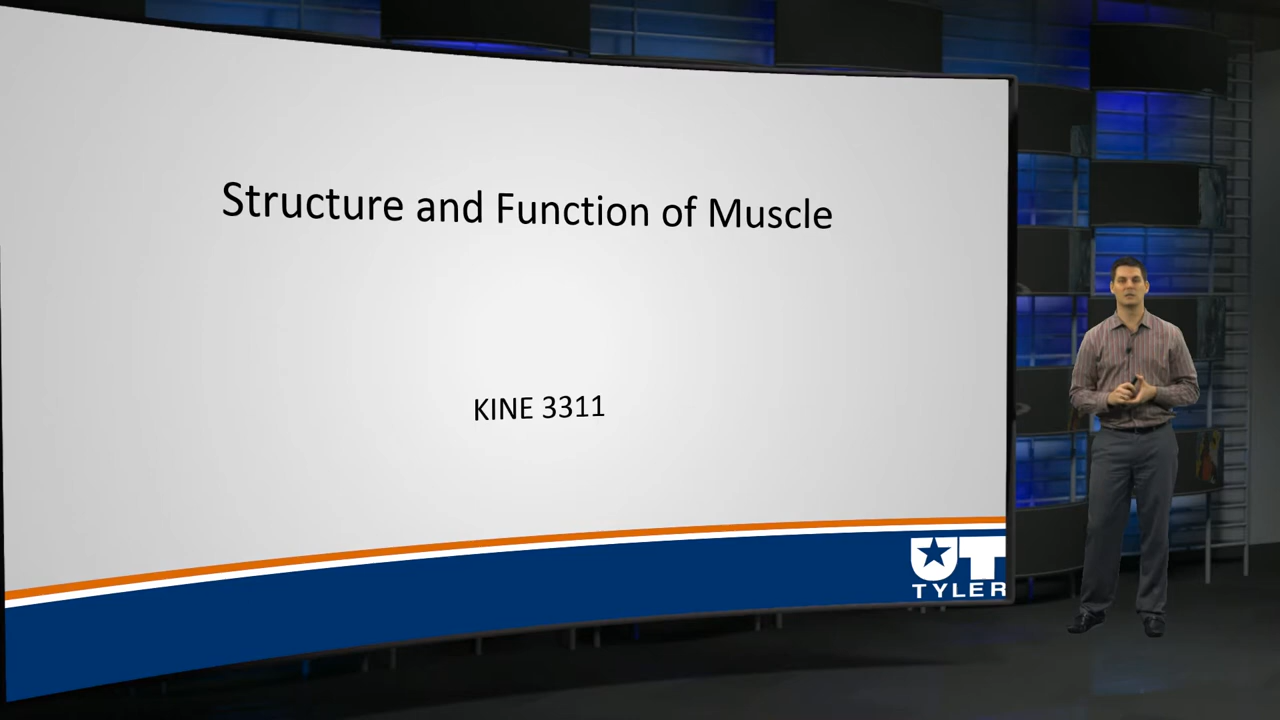 Structure and Function of Muscle
KINE 3311
UT
TYLER